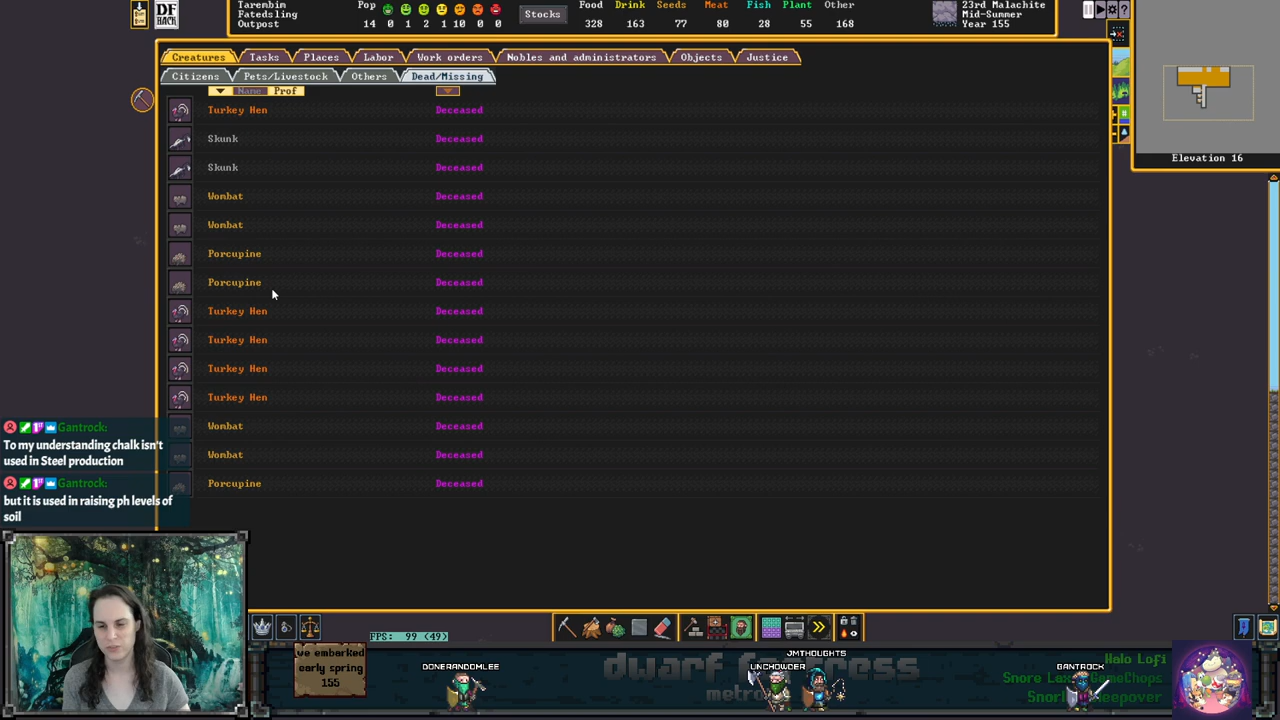 Tarembim
Fatedsling
Outpost
Pop
14 0 1 2 1 10 0 0
Stocks
Food Drink Seeds Meat Fish Plant Other
328 163 77 80 28 55 168
23rd Malachite
Mid-Summer
Year 155
DF
HACK
Creatures Tasks Places Labor Work orders Nobles and administrators Objects Justice
Citizens Pets/Livestock Others Dead/Missing
Name Prof
Turkey Hen Deceased
Skunk Deceased
Skunk Deceased
Wombat Deceased
Wombat Deceased
Porcupine Deceased
Porcupine Deceased
Turkey Hen Deceased
Turkey Hen Deceased
Turkey Hen Deceased
Turkey Hen Deceased
Wombat Deceased
Wombat Deceased
Porcupine Deceased
Elevation 16
Gantrock:
To my understanding chalk isn't
used in Steel production
Gantrock:
but it is used in raising ph levels of
soil
FPS: 99 (49)
we embarked
early spring
155
DONERANDOMLEE
UNCHOWDER
JMTHOUGHTS
GANTROCK
dwarf fortress
Halo Lofi